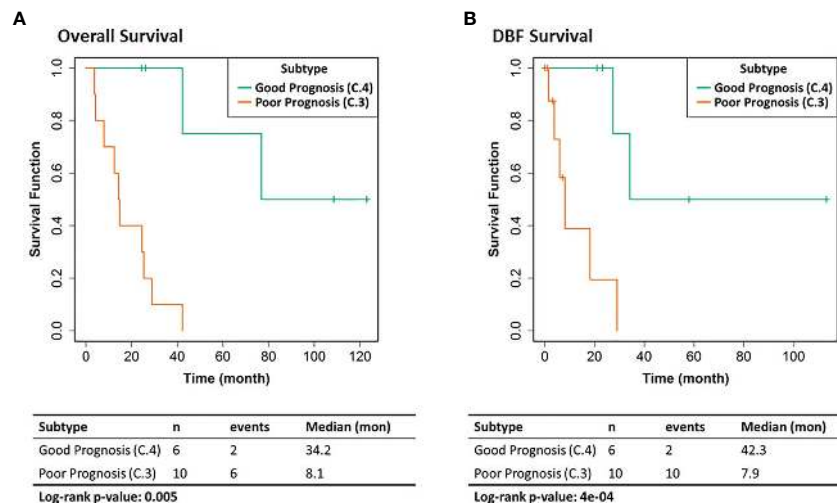 A
Overall Survival
Subtype
Good Prognosis (C.4)
Poor Prognosis (C.3)
Survival Function
1.0
0.8
0.6
0.4
0.2
0.0
0 20 40 60 80 100 120
Time (month)
Subtype n events Median (mon)
Good Prognosis (C.4) 6 2 34.2
Poor Prognosis (C.3) 10 6 8.1
Log-rank p-value: 0.005
B
DBF Survival
Subtype
Good Prognosis (C.4)
Poor Prognosis (C.3)
Survival Function
1.0
0.8
0.6
0.4
0.2
0.0
0 20 40 60 80 100
Time (month)
Subtype n events Median (mon)
Good Prognosis (C.4) 6 2 42.3
Poor Prognosis (C.3) 10 10 7.9
Log-rank p-value: 4e-04